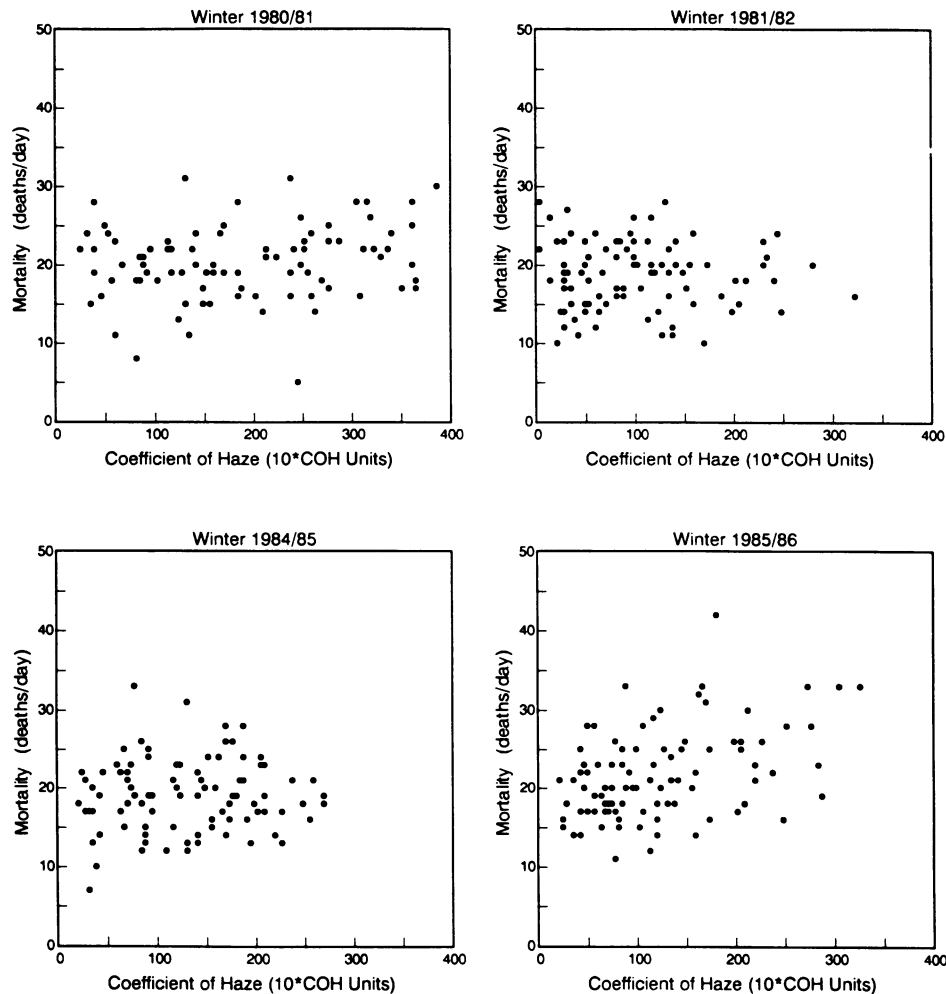 Winter 1980/81
50
40
30
20
10
0
Mortality (deaths/day)
0 100 200 300 400
Coefficient of Haze (10*COH Units)
Winter 1981/82
50
40
30
20
10
0
Mortality (deaths/day)
0 100 200 300 400
Coefficient of Haze (10*COH Units)
Winter 1984/85
50
40
30
20
10
0
Mortality (deaths/day)
0 100 200 300 400
Coefficient of Haze (10*COH Units)
Winter 1985/86
50
40
30
20
10
0
Mortality (deaths/day)
0 100 200 300 400
Coefficient of Haze (10*COH Units)